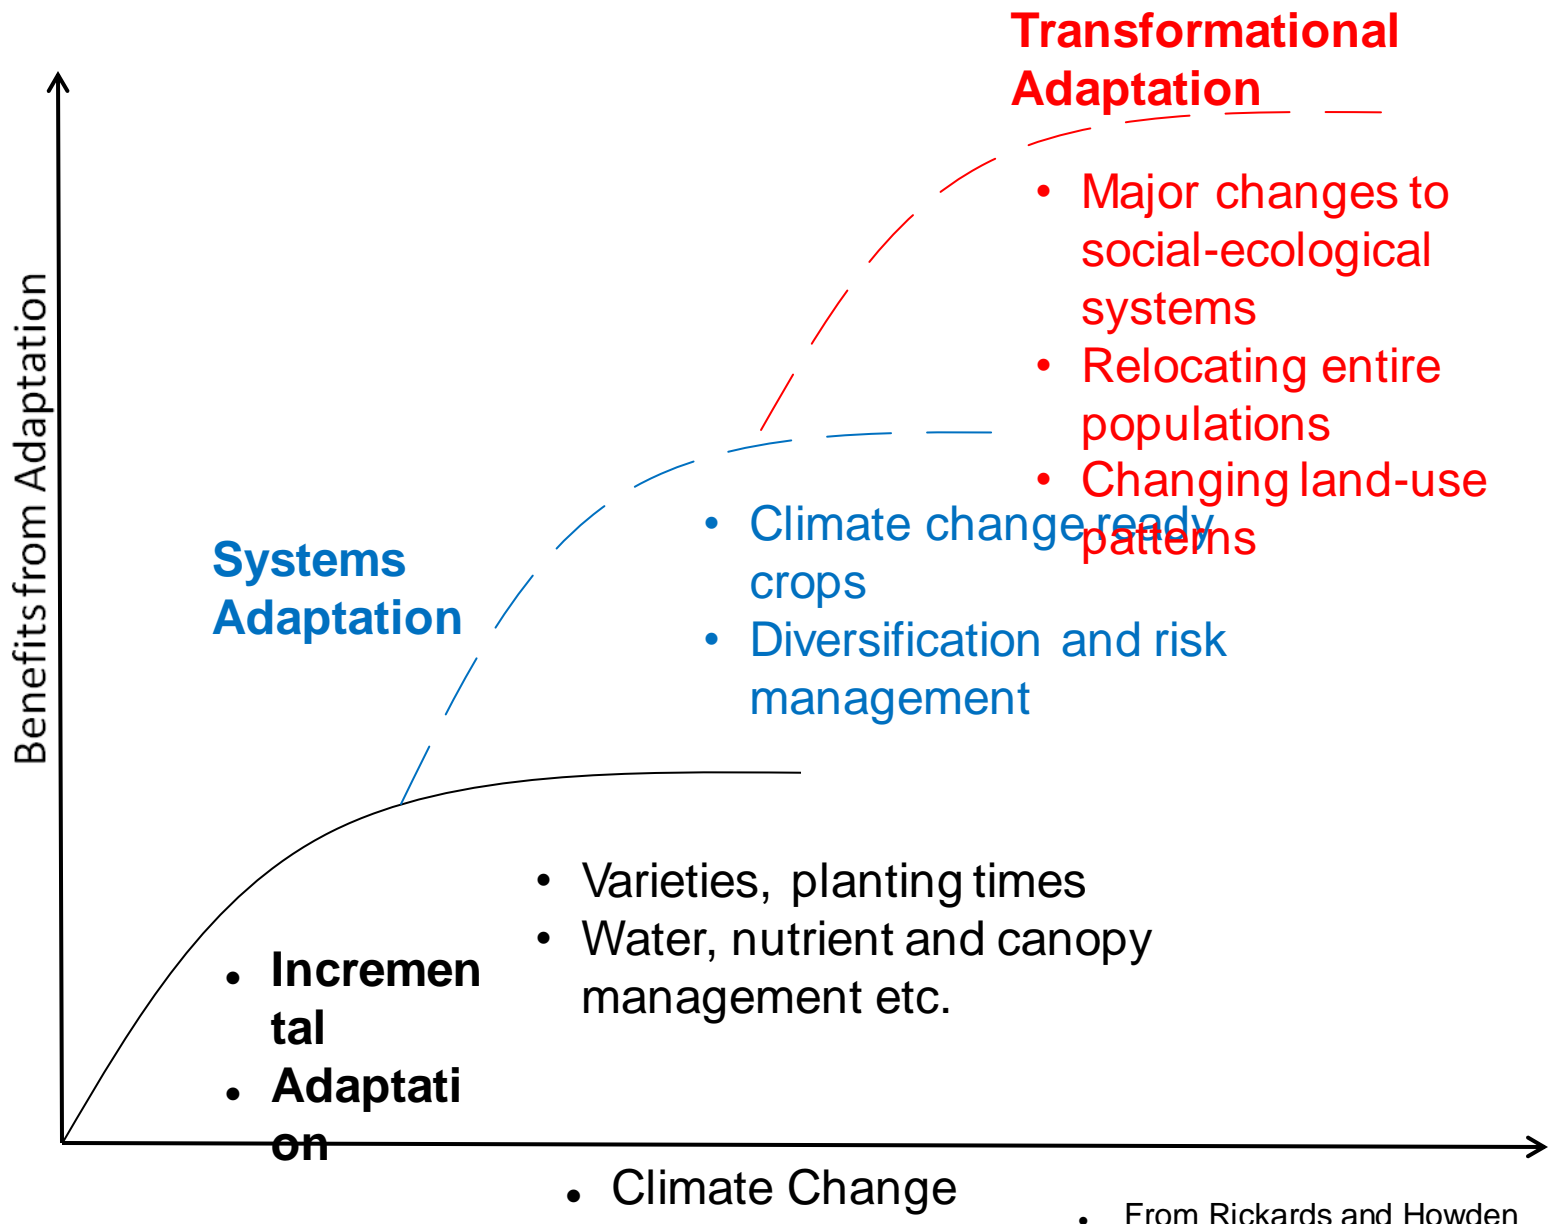 Transformational
Adaptation
• Major changes to
social-ecological
systems
• Relocating entire
populations
• Changing land-use
patterns
Benefits from Adaptation
Systems
Adaptation
• Climate change ready
crops
• Diversification and risk
management
• Varieties, planting times
• Water, nutrient and canopy
management etc.
• Incremen
tal
• Adaptati
on
• Climate Change
• From Rickards and Howden